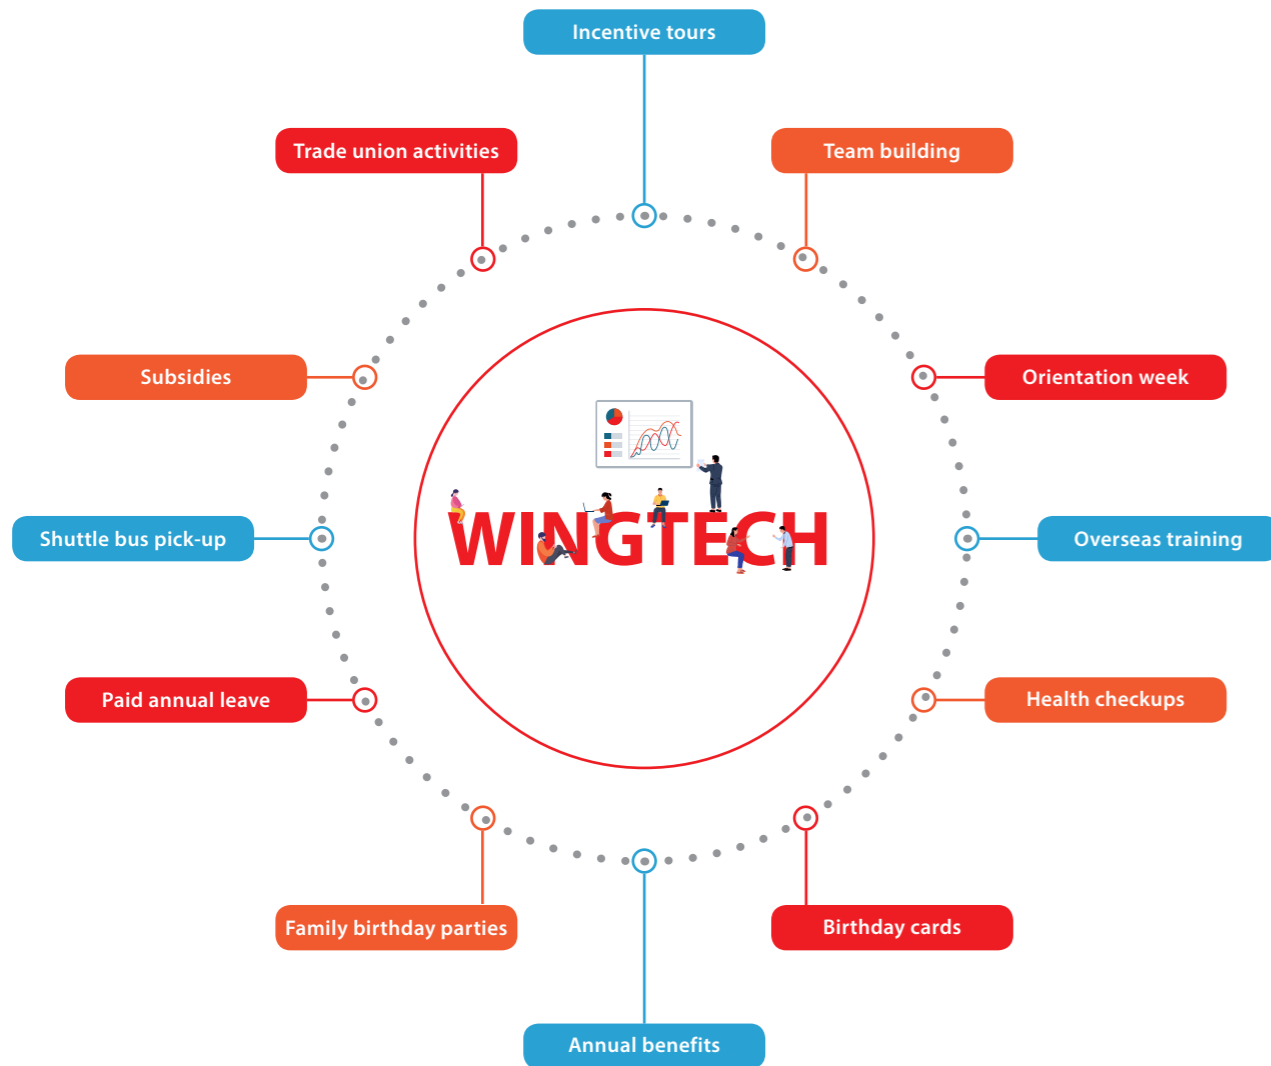 Incentive tours
Trade union activities
Team building
Subsidies
Orientation week
WINGTECH
Shuttle bus pick-up
Overseas training
Paid annual leave
Health checkups
Family birthday parties
Birthday cards
Annual benefits